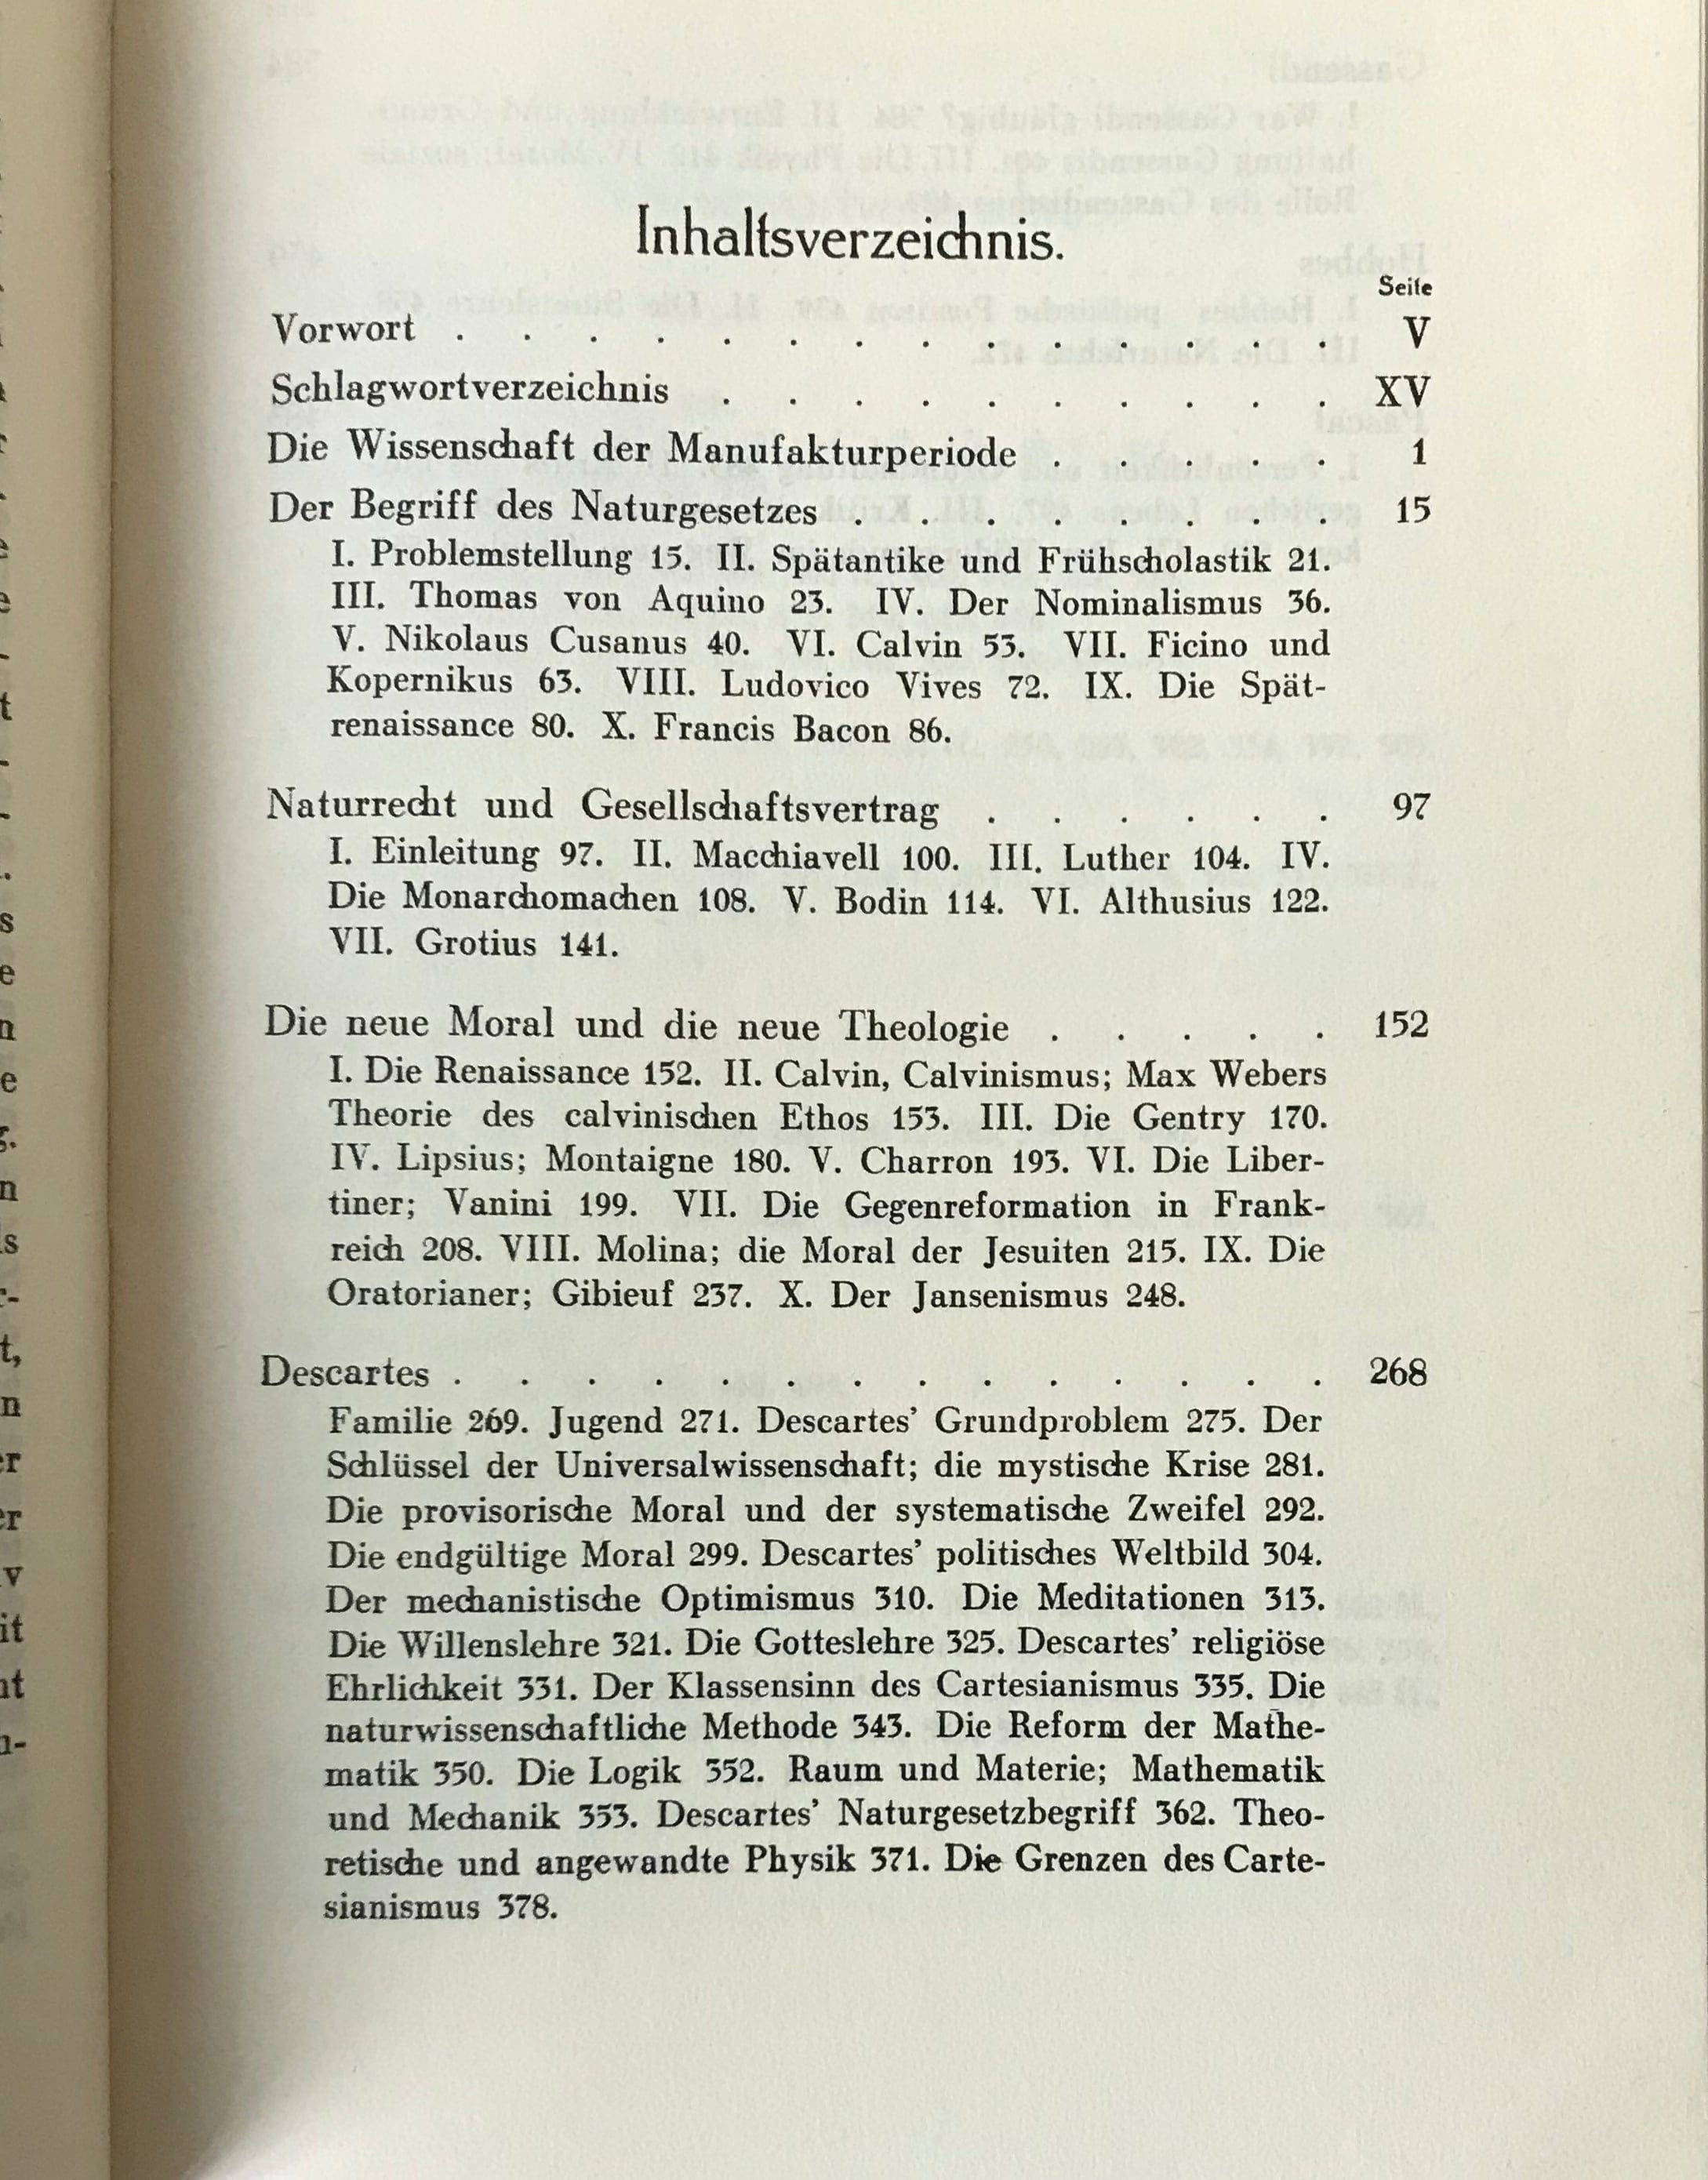 Inhaltsverzeichnis.
Seite
Vorwort . . . . . . . . . . . . . . V
Schlagwortverzeichnis . . . . . . . . . . XV
Die Wissenschaft der Manufakturperiode . . . . . 1
Der Begriff des Naturgesetzes . . . . . . . . 15
I. Problemstellung 15. II. Spätantike und Frühscholastik 21.
III. Thomas von Aquino 23. IV. Der Nominalismus 36.
V. Nikolaus Cusanus 40. VI. Calvin 53. VII. Ficino und
Kopernikus 63. VIII. Ludovico Vives 72. IX. Die Spät-
renaissance 80. X. Francis Bacon 86.
Naturrecht und Gesellschaftsvertrag . . . . . . 97
I. Einleitung 97. II. Macchiavell 100. III. Luther 104. IV.
Die Monarchomachen 108. V. Bodin 114. VI. Althusius 122.
VII. Grotius 141.
Die neue Moral und die neue Theologie . . . . . 152
I. Die Renaissance 152. II. Calvin, Calvinismus; Max Webers
Theorie des calvinischen Ethos 153. III. Die Gentry 170.
IV. Lipsius; Montaigne 180. V. Charron 193. VI. Die Liber-
tiner; Vanini 199. VII. Die Gegenreformation in Frank-
reich 208. VIII. Molina; die Moral der Jesuiten 215. IX. Die
Oratorianer; Gibieuf 237. X. Der Jansenismus 248.
Descartes . . . . . . . . . . . . . . 268
Familie 269. Jugend 271. Descartes’ Grundproblem 275. Der
Schlüssel der Universalwissenschaft; die mystische Krise 281.
Die provisorische Moral und der systematische Zweifel 292.
Die endgültige Moral 299. Descartes’ politisches Weltbild 304.
Der mechanistische Optimismus 310. Die Meditationen 313.
Die Willenslehre 321. Die Gotteslehre 325. Descartes’ religiöse
Ehrlichkeit 331. Der Klassensinn des Cartesianismus 335. Die
naturwissenschaftliche Methode 343. Die Reform der Mathe-
matik 350. Die Logik 352. Raum und Materie; Mathematik
und Mechanik 353. Descartes’ Naturgesetzbegriff 362. Theo-
retische und angewandte Physik 371. Die Grenzen des Carte-
sianismus 378.